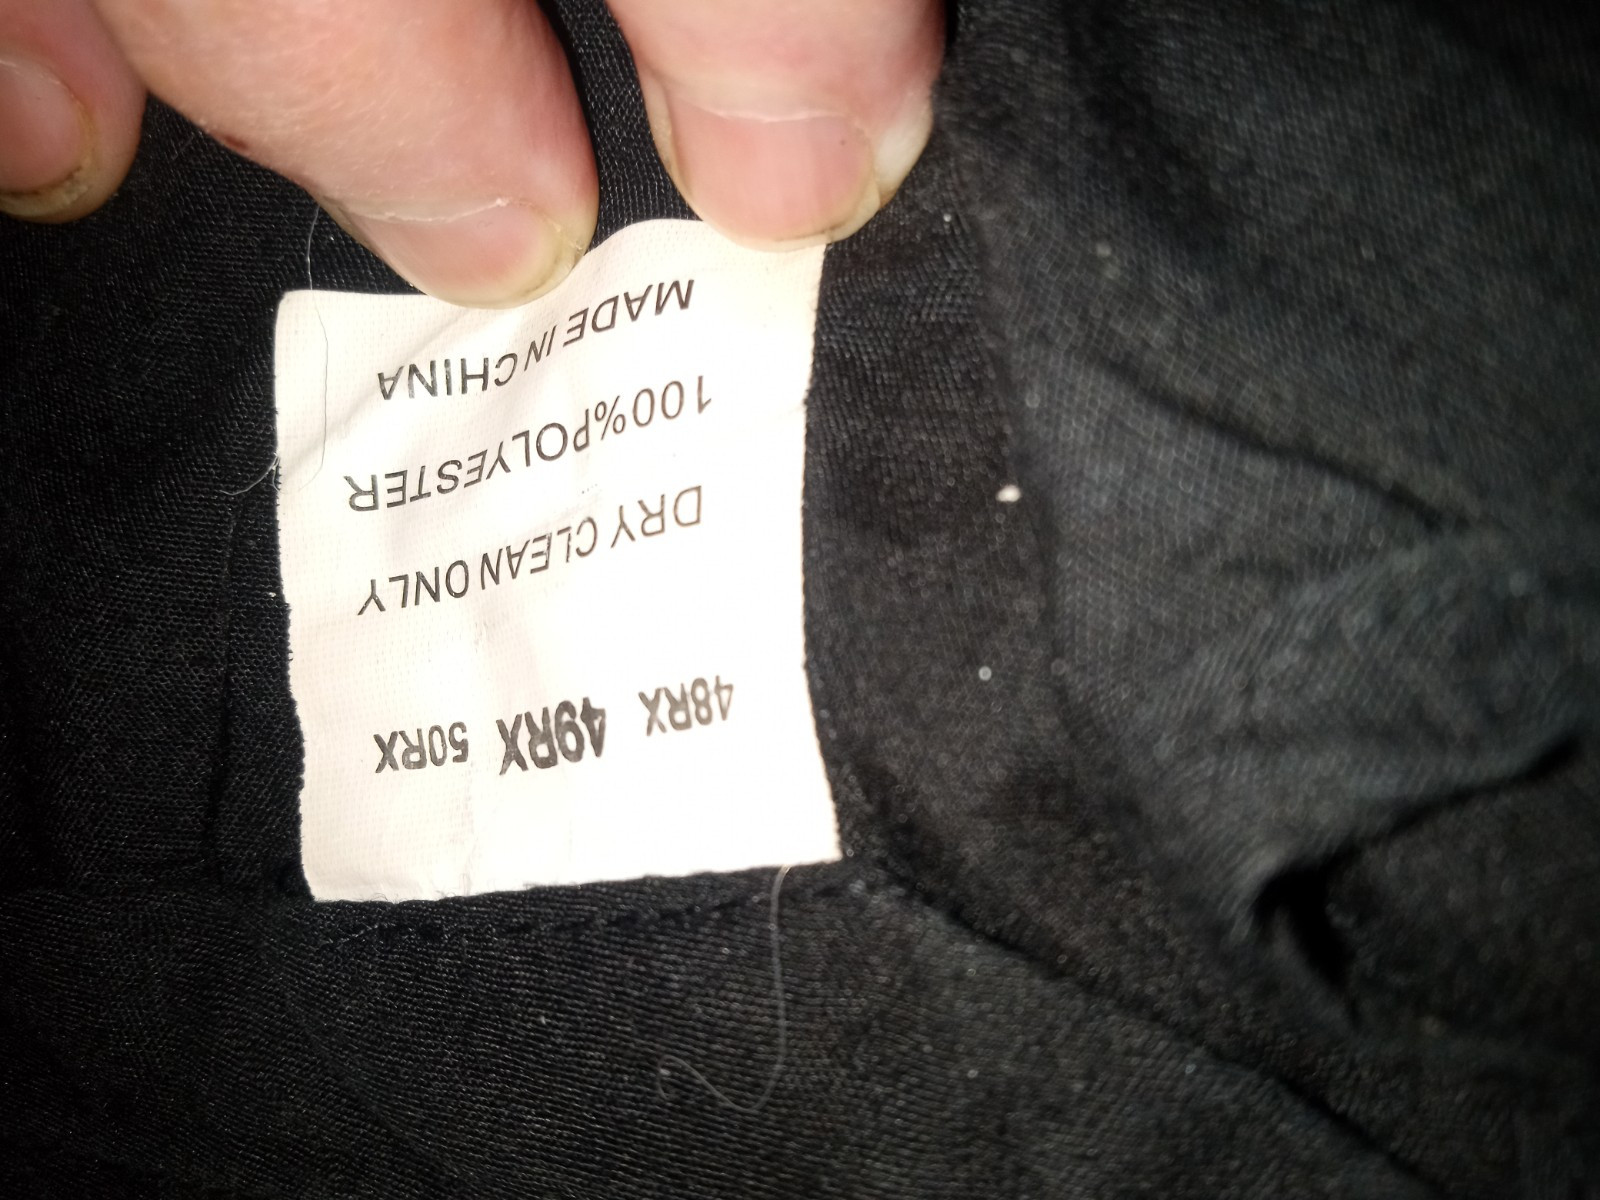 48RX 49RX 50RX
DRY CLEAN ONLY
100%POLYESTER
MADE IN CHINA